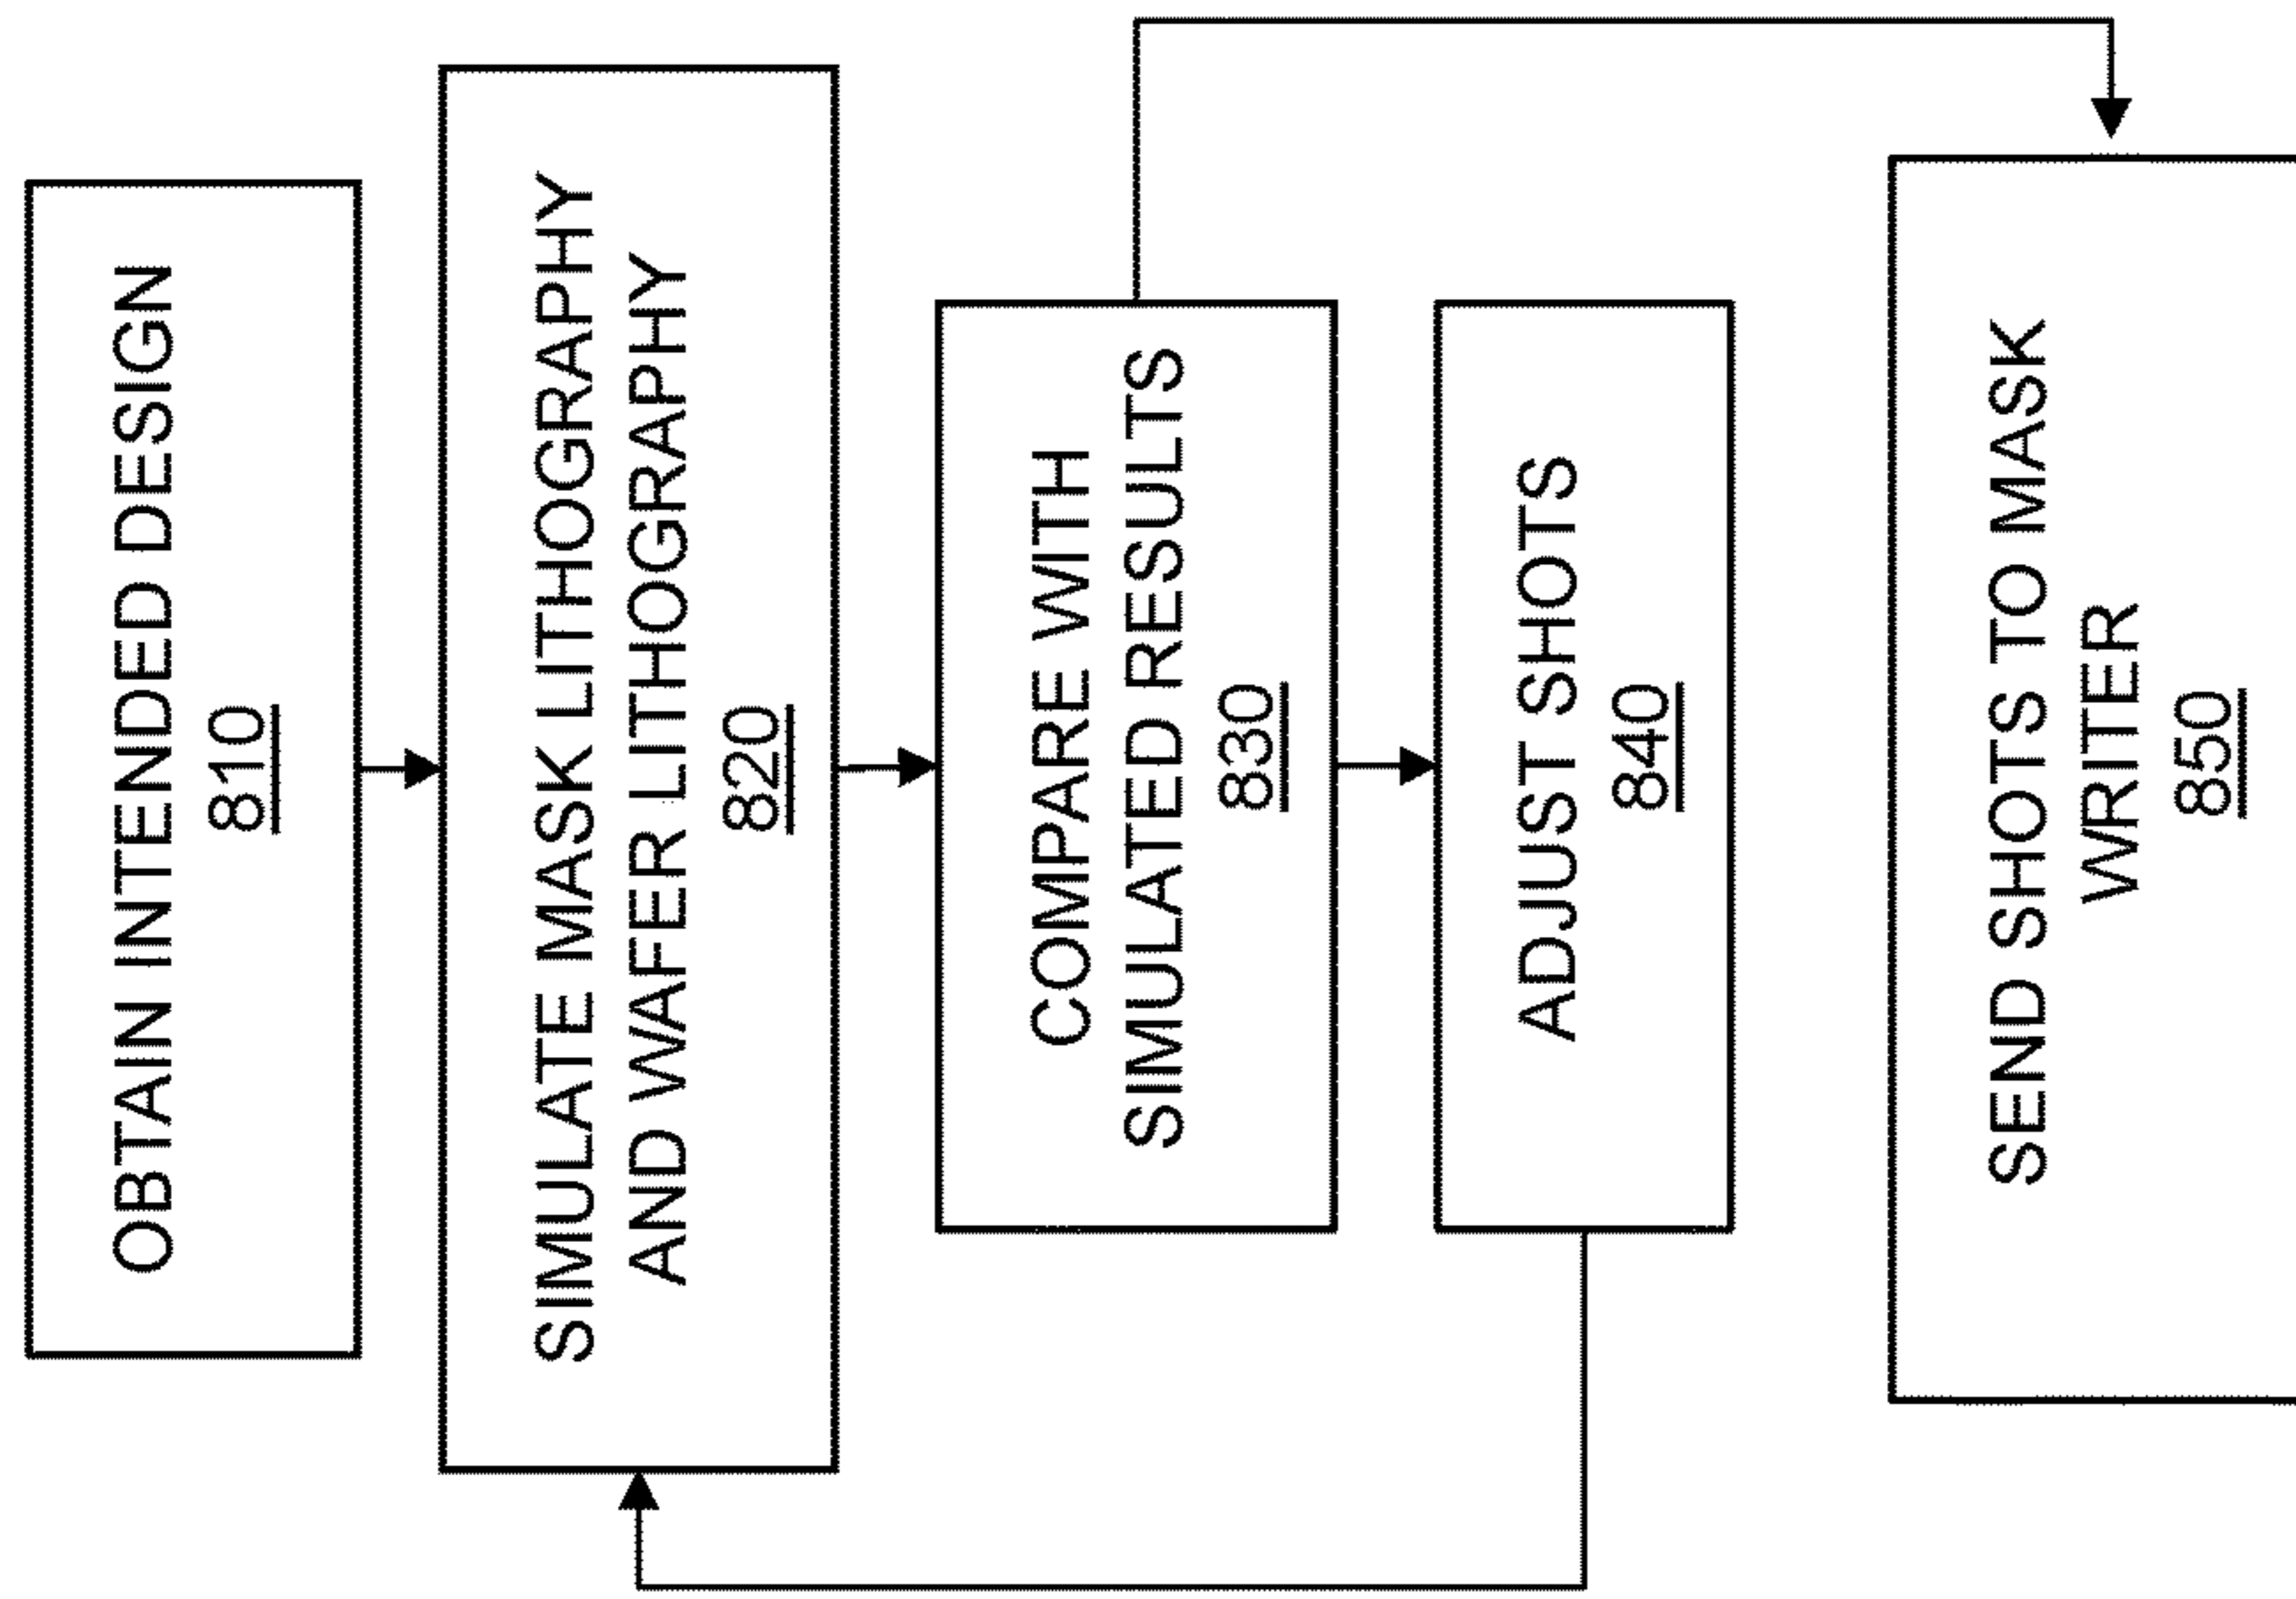 OBTAIN INTENDED DESIGN
810
SIMULATE MASK LITHOGRAPHY
AND WAFER LITHOGRAPHY
820
COMPARE WITH
SIMULATED RESULTS
830
ADJUST SHOTS
840
SEND SHOTS TO MASK
WRITER
850